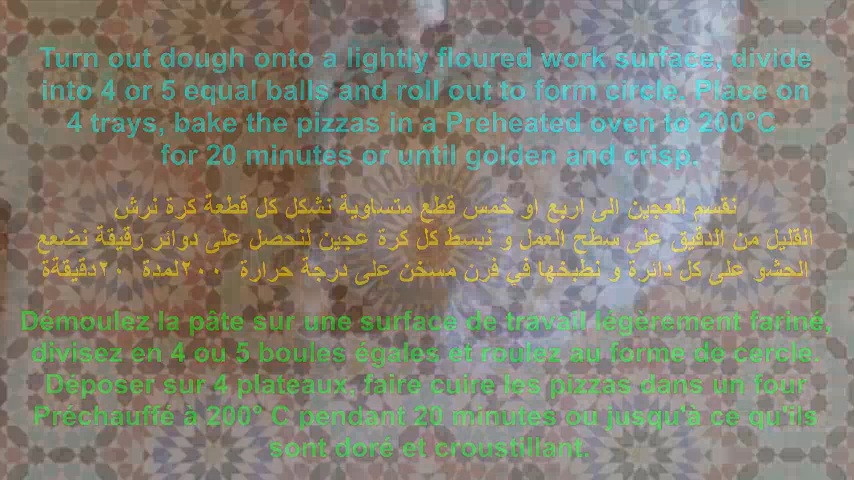 Turn out dough onto a lightly floured work surface, divide
into 4 or 5 equal balls and roll out to form circle. Place on
4 trays, bake the pizzas in a Preheated oven to 200°C
for 20 minutes or until golden and crisp.
نقسم العجين الى اربع او خمس قطع متساوية نشكل كل قطعة كرة نرش
القليل من الدقيق على سطح العمل و نبسط كل كرة عجين لنحصل على دوائر رقيقة نضعع
الحشو على كل دائرة و نطبخها في فرن مسخن على درجة حرارة ٢٠٠لمدة ٢٠دقيقةة
Démoulez la pâte sur une surface de travail légèrement fariné,
divisez en 4 ou 5 boules égales et roulez au forme de cercle.
Déposer sur 4 plateaux, faire cuire les pizzas dans un four
Préchauffé à 200° C pendant 20 minutes ou jusqu'à ce qu'ils
sont doré et croustillant.